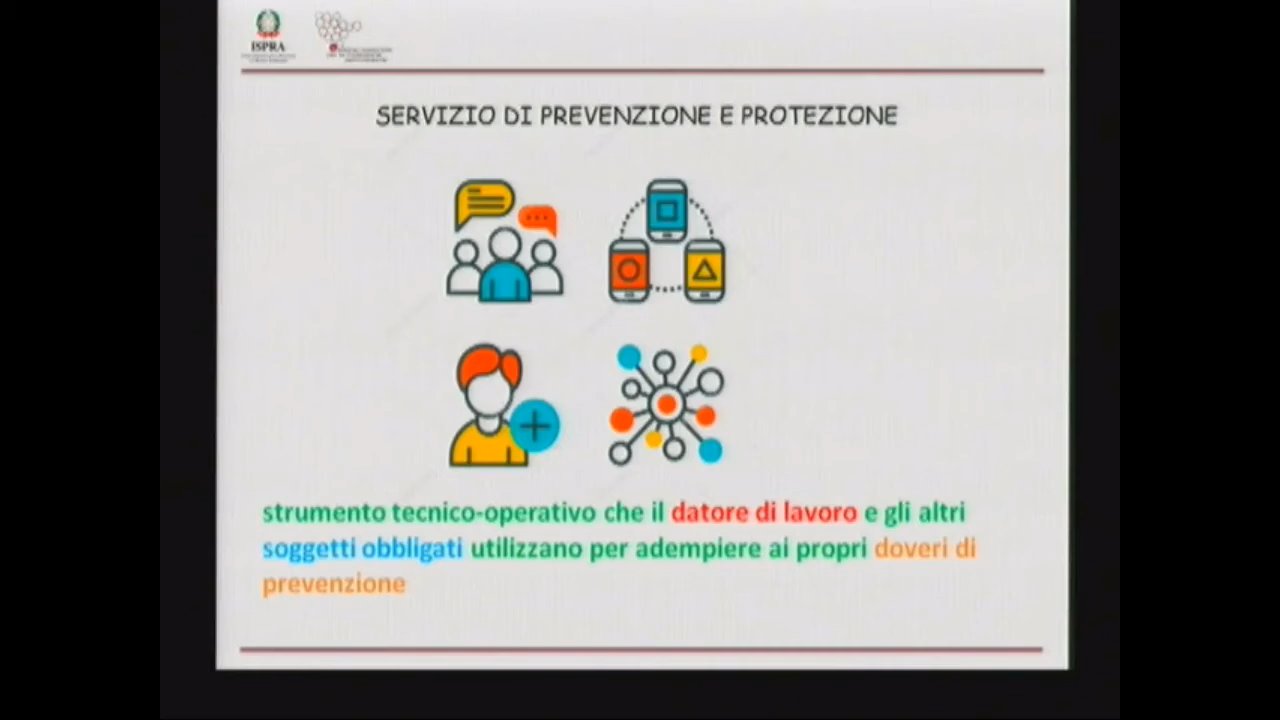 ISPRA
SERVIZIO DI PREVENZIONE E PROTEZIONE
strumento tecnico-operativo che il datore di lavoro e gli altri
soggetti obbligati utilizzano per adempiere ai propri doveri di
prevenzione